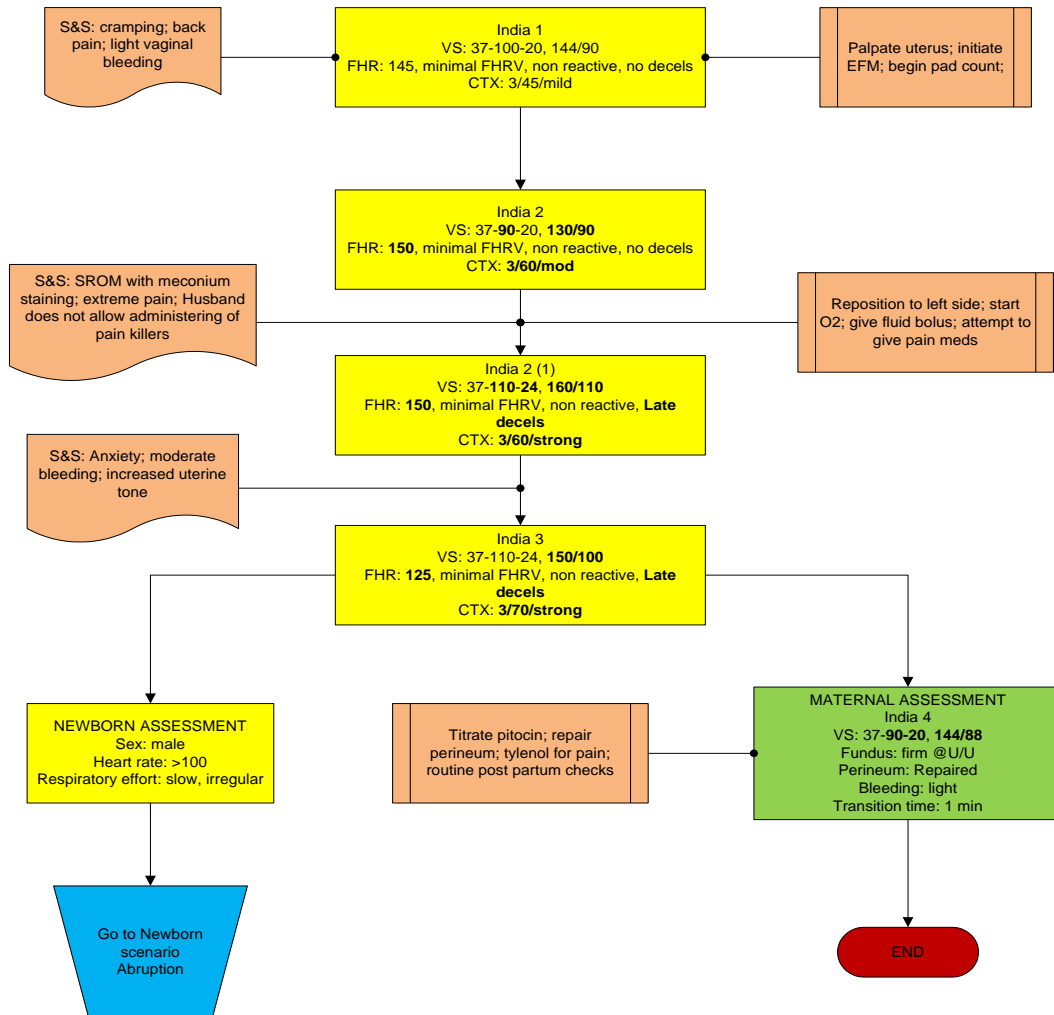 S&S: cramping; back
pain; light vaginal
bleeding
India 1
VS: 37-100-20, 144/90
FHR: 145, minimal FHRV, non reactive, no decels
CTX: 3/45/mild
Palpate uterus; initiate
EFM; begin pad count;
India 2
VS: 37-90-20, 130/90
FHR: 150, minimal FHRV, non reactive, no decels
CTX: 3/60/mod
S&S: SROM with meconium
staining; extreme pain; Husband
does not allow administering of
pain killers
Reposition to left side; start
O2; give fluid bolus; attempt to
give pain meds
India 2 (1)
VS: 37-110-24, 160/110
FHR: 150, minimal FHRV, non reactive, Late
decels
CTX: 3/60/strong
S&S: Anxiety; moderate
bleeding; increased uterine
tone
India 3
VS: 37-110-24, 150/100
FHR: 125, minimal FHRV, non reactive, Late
decels
CTX: 3/70/strong
NEWBORN ASSESSMENT
Sex: male
Heart rate: >100
Respiratory effort: slow, irregular
Titrate pitocin; repair
perineum; tylenol for pain;
routine post partum checks
MATERNAL ASSESSMENT
India 4
VS: 37-90-20, 144/88
Fundus: firm @U/U
Perineum: Repaired
Bleeding: light
Transition time: 1 min
Go to Newborn
scenario
Abruption
END